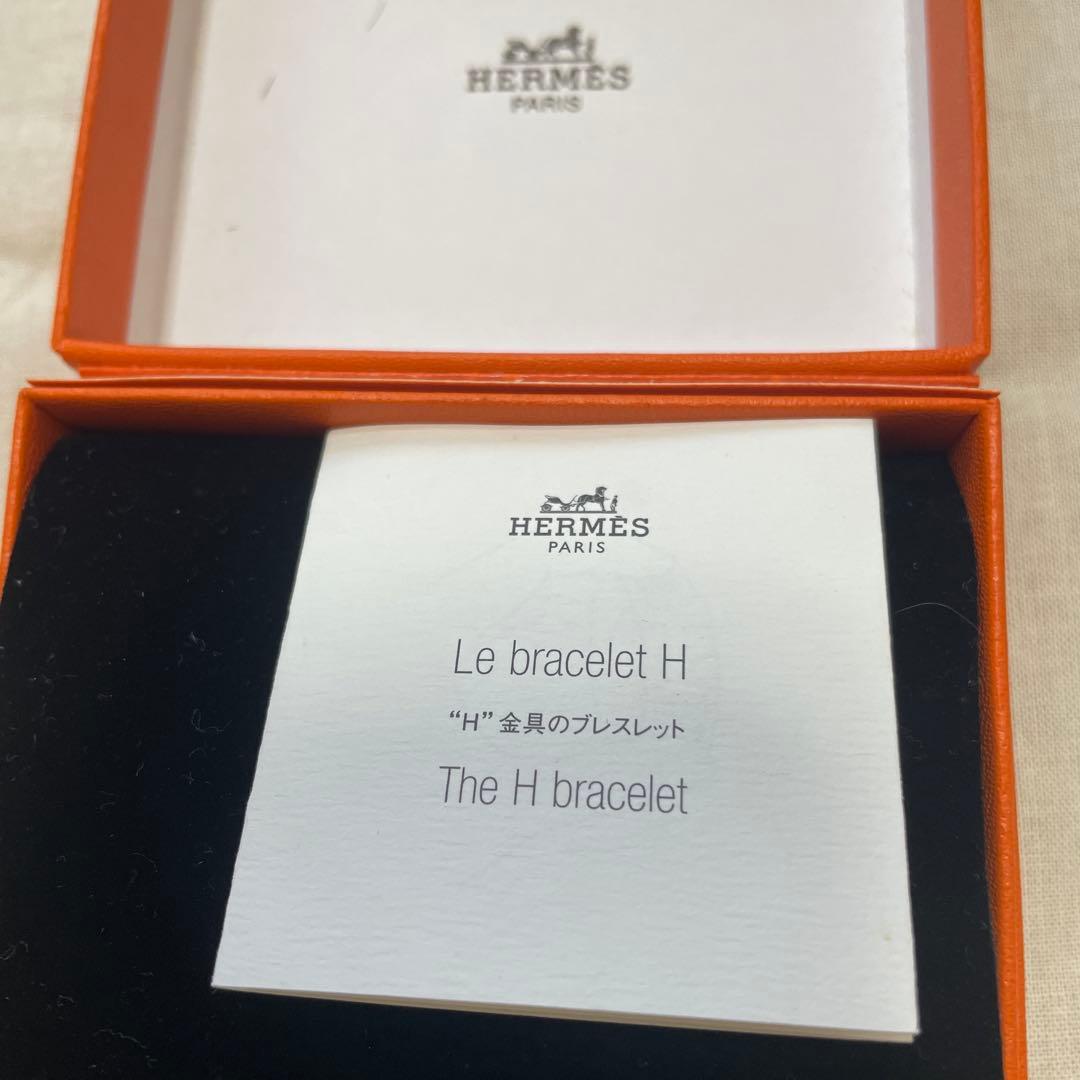 HERMÈS
PARIS
HERMÈS
PARIS
Le bracelet H
“H” 金具のブレスレット
The H bracelet